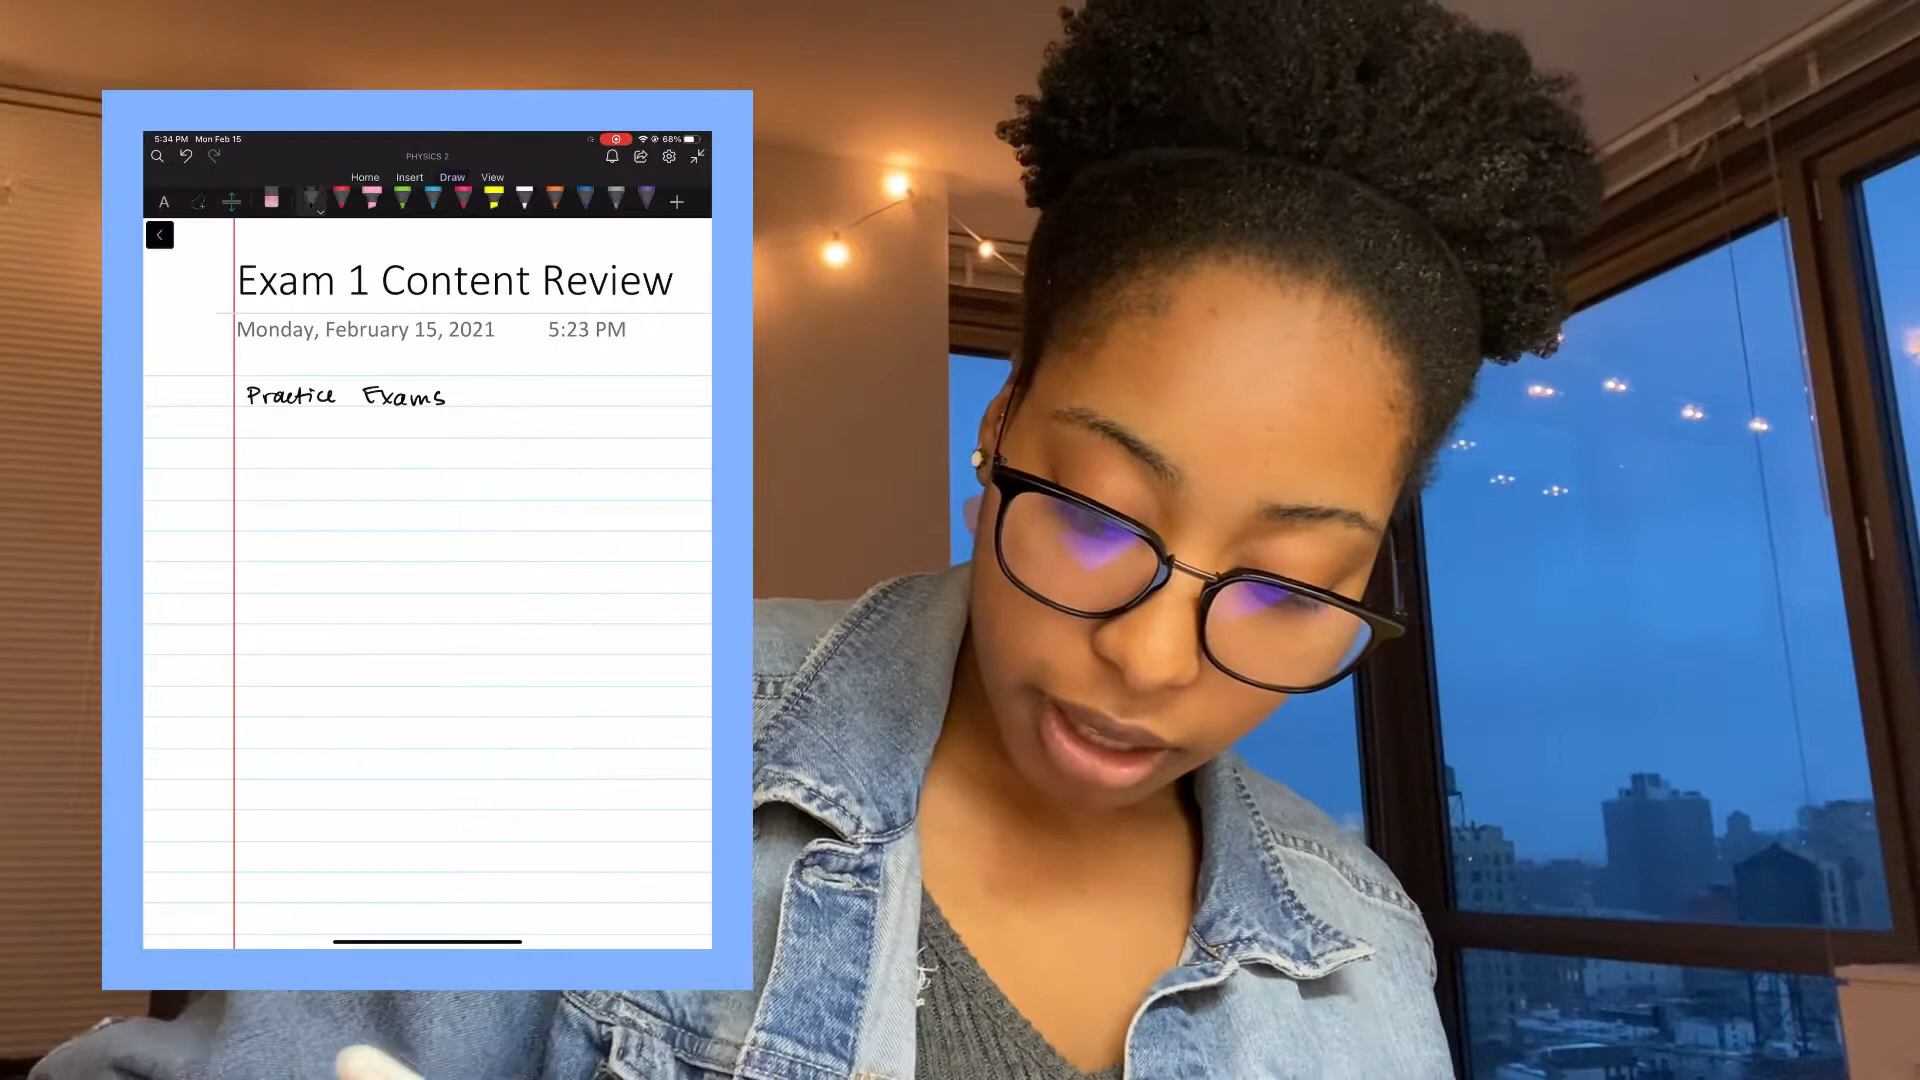 5:34 PM Mon Feb 15
68%
PHYSICS 2
Home Insert Draw View
A
Exam 1 Content Review
Monday, February 15, 2021 5:23 PM
Practice Exams